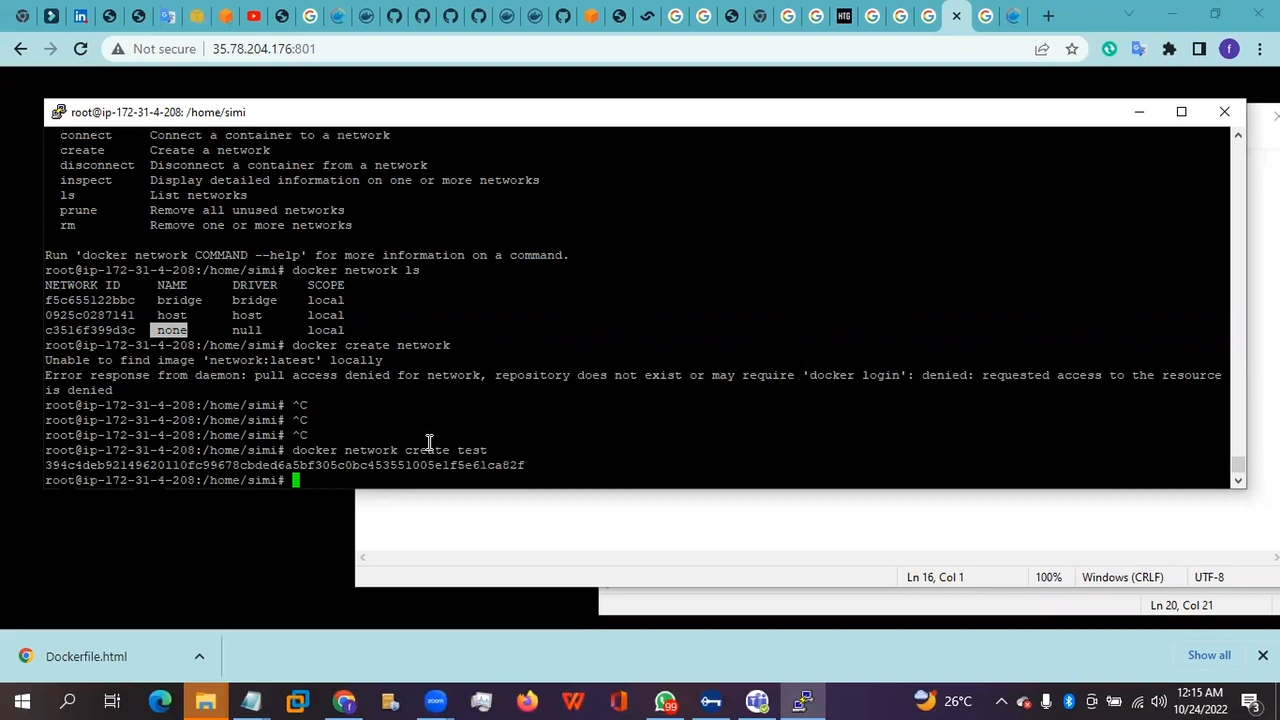 Not secure
35.78.204.176:801
f
HTG
root@ip-172-31-4-208: /home/simi
connect Connect a container to a network
create Create a network
disconnect Disconnect a container from a network
inspect Display detailed information on one or more networks
ls List networks
prune Remove all unused networks
rm Remove one or more networks
Run 'docker network COMMAND --help' for more information on a command.
root@ip-172-31-4-208:/home/simi# docker network ls
NETWORK ID NAME DRIVER SCOPE
f5c655122bbc bridge bridge local
0925c0287141 host host local
c3516f399d3c none null local
root@ip-172-31-4-208:/home/simi# docker create network
Unable to find image 'network:latest' locally
Error response from daemon: pull access denied for network, repository does not exist or may require 'docker login': denied: requested access to the resource
is denied
root@ip-172-31-4-208:/home/simi# ^C
root@ip-172-31-4-208:/home/simi# ^C
root@ip-172-31-4-208:/home/simi# ^C
root@ip-172-31-4-208:/home/simi# docker network create test
394c4deb92149620110fc99678cbded6a5bf305c0bc453551005e1f5e61ca82f
root@ip-172-31-4-208:/home/simi#
Ln 16, Col 1 100% Windows (CRLF) UTF-8
Ln 20, Col 21
Dockerfile.html
Show all
zoom
99
26°C
12:15 AM
10/24/2022
3